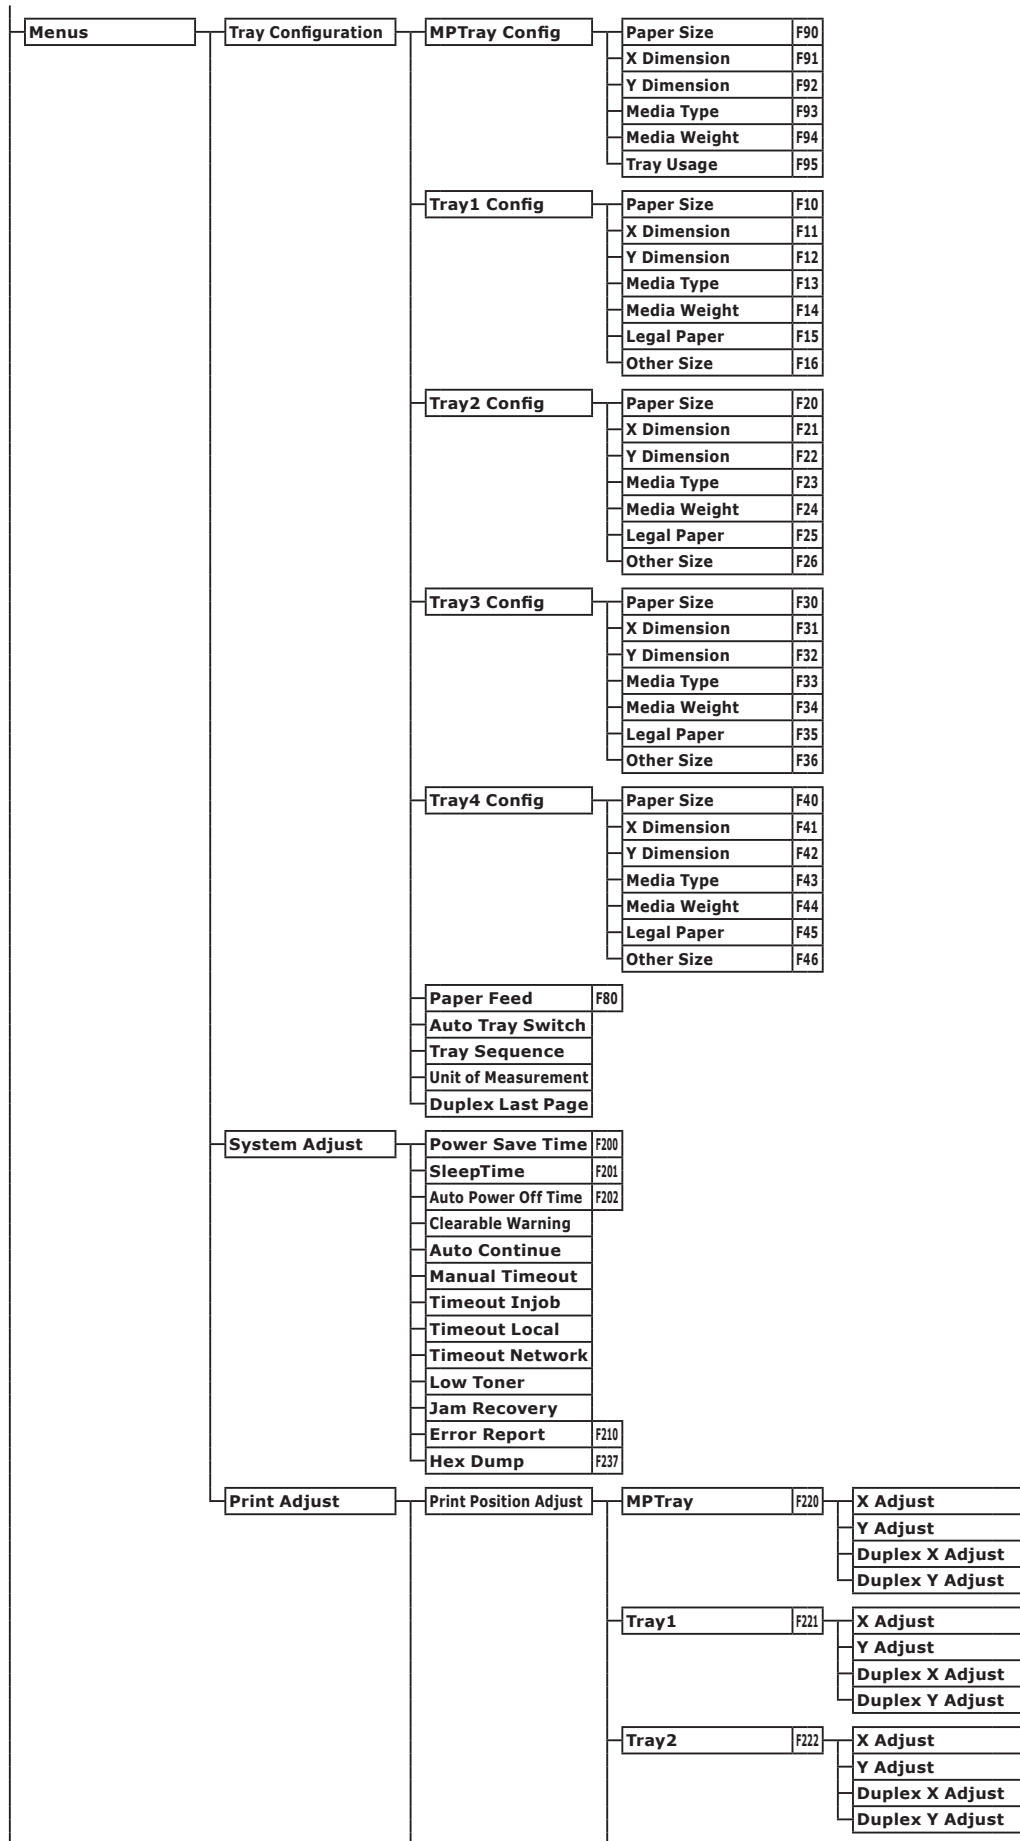 Menus Tray Configuration MPTray Config Paper Size F90
X Dimension F91
Y Dimension F92
Media Type F93
Media Weight F94
Tray Usage F95
Tray1 Config Paper Size F10
X Dimension F11
Y Dimension F12
Media Type F13
Media Weight F14
Legal Paper F15
Other Size F16
Tray2 Config Paper Size F20
X Dimension F21
Y Dimension F22
Media Type F23
Media Weight F24
Legal Paper F25
Other Size F26
Tray3 Config Paper Size F30
X Dimension F31
Y Dimension F32
Media Type F33
Media Weight F34
Legal Paper F35
Other Size F36
Tray4 Config Paper Size F40
X Dimension F41
Y Dimension F42
Media Type F43
Media Weight F44
Legal Paper F45
Other Size F46
Paper Feed F80
Auto Tray Switch
Tray Sequence
Unit of Measurement
Duplex Last Page
System Adjust Power Save Time F200
SleepTime F201
Auto Power Off Time F202
Clearable Warning
Auto Continue
Manual Timeout
Timeout Injob
Timeout Local
Timeout Network
Low Toner
Jam Recovery
Error Report F210
Hex Dump F237
Print Adjust Print Position Adjust MPTray F220 X Adjust
Y Adjust
Duplex X Adjust
Duplex Y Adjust
Tray1 F221 X Adjust
Y Adjust
Duplex X Adjust
Duplex Y Adjust
Tray2 F222 X Adjust
Y Adjust
Duplex X Adjust
Duplex Y Adjust